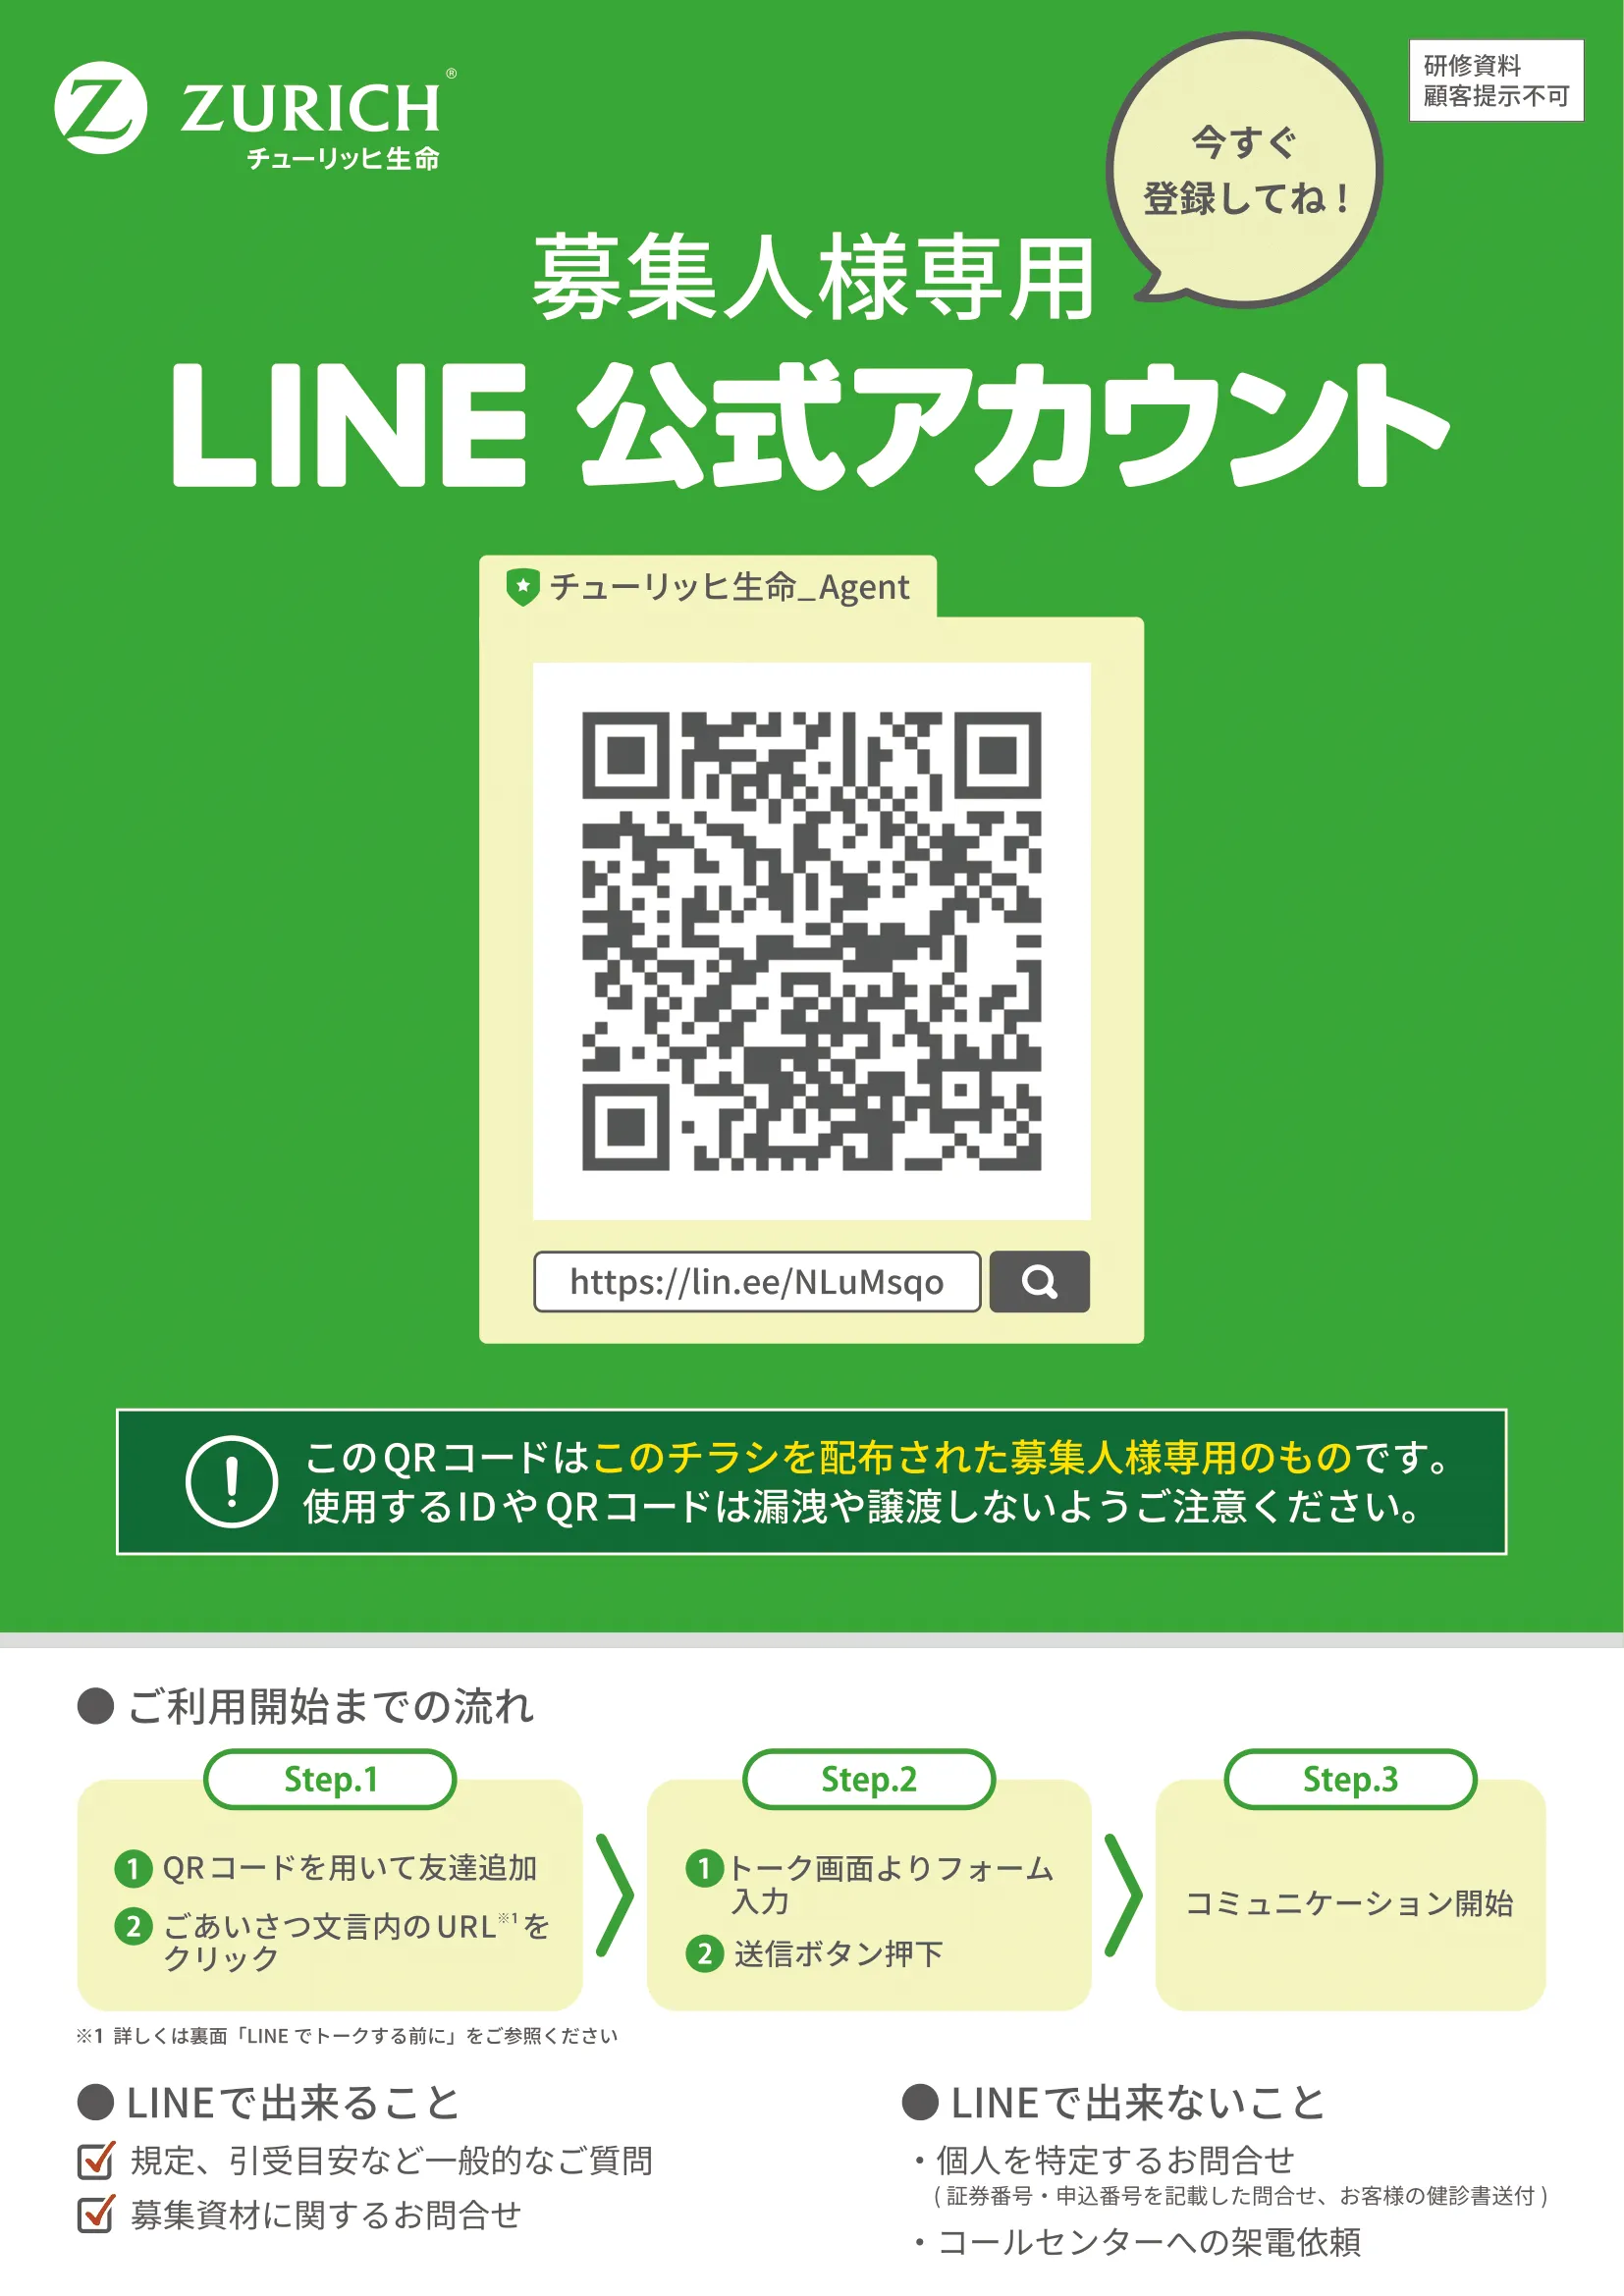 ZURICH®
チューリッヒ生命
研修資料
顧客提示不可
今すぐ
登録してね！
募集人様専用
LINE 公式アカウント
チューリッヒ生命_Agent
https://lin.ee/NLuMsqo
このQRコードはこのチラシを配布された募集人様専用のものです。
使用するIDやQRコードは漏洩や譲渡しないようご注意ください。
● ご利用開始までの流れ
Step.1
1 QRコードを用いて友達追加
2 ごあいさつ文言内のURL※1を
クリック
Step.2
1 トーク画面よりフォーム
入力
2 送信ボタン押下
Step.3
コミュニケーション開始
※1 詳しくは裏面「LINEでトークする前に」をご参照ください
● LINEで出来ること
規定、引受目安など一般的なご質問
募集資材に関するお問合せ
● LINEで出来ないこと
・個人を特定するお問合せ
(証券番号・申込番号を記載した問合せ、お客様の健診書送付)
・コールセンターへの架電依頼